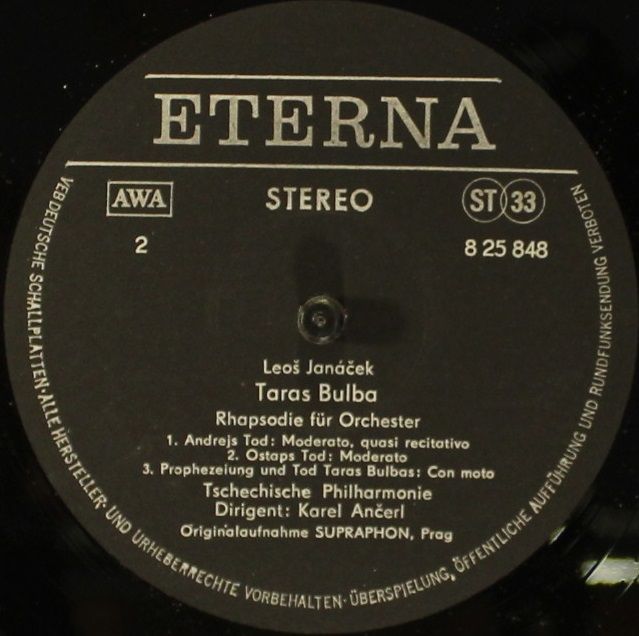 ETERNA
AWA
STEREO
ST 33
2
8 25 848
Leoš Janáček
Taras Bulba
Rhapsodie für Orchester
1. Andrejs Tod: Moderato, quasi recitativo
2. Ostaps Tod: Moderato
3. Prophezeiung und Tod Taras Bulbas: Con moto
Tschechische Philharmonie
Dirigent: Karel Ančerl
Originalaufnahme SUPRAPHON, Prag
VEB DEUTSCHE SCHALLPLATTEN · ALLE HERSTELLER- UND URHEBERRECHTE VORBEHALTEN · ÜBERSPIELUNG, ÖFFENTLICHE AUFFÜHRUNG UND RUNDFUNKSENDUNG VERBOTEN